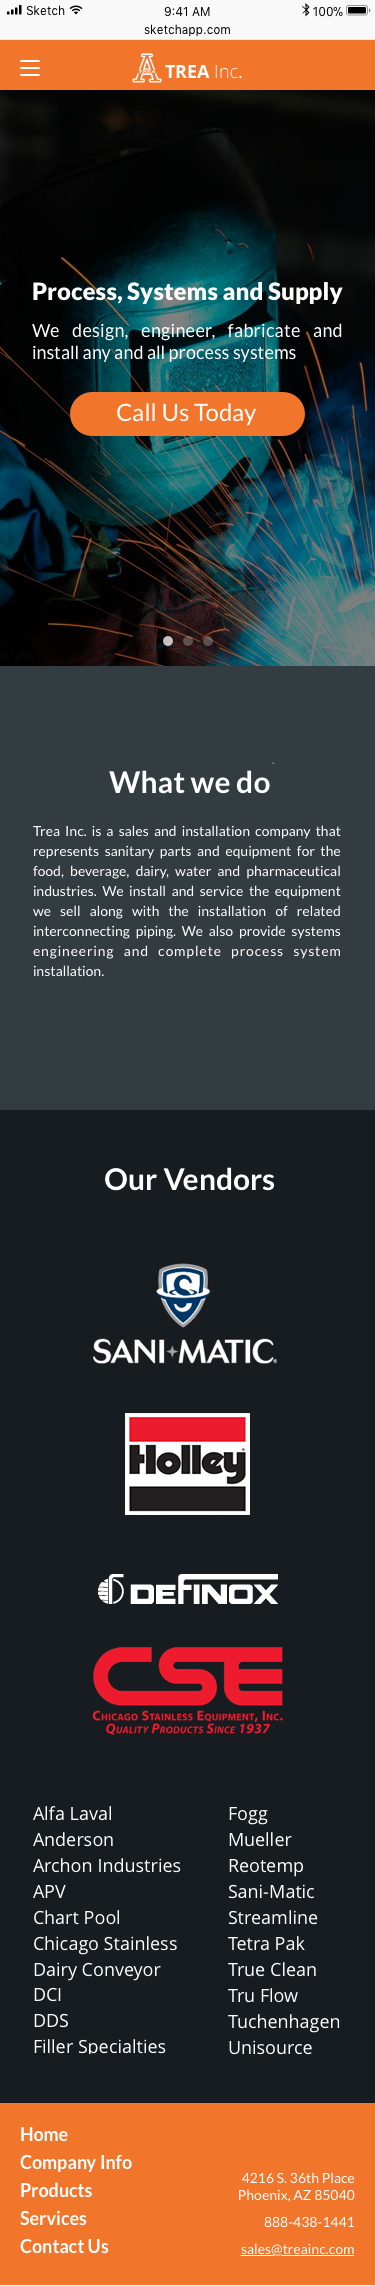 Sketch 9:41 AM 100%
sketchapp.com
TREA Inc.
Process, Systems and Supply
We design, engineer, fabricate and
install any and all process systems
Call Us Today
What we do
Trea Inc. is a sales and installation company that
represents sanitary parts and equipment for the
food, beverage, dairy, water and pharmaceutical
industries. We install and service the equipment
we sell along with the installation of related
interconnecting piping. We also provide systems
engineering and complete process system
installation.
Our Vendors
SANI-MATIC
Holley
DEFINOX
CSE
CHICAGO STAINLESS EQUIPMENT, INC.
QUALITY PRODUCTS SINCE 1937
Alfa Laval
Anderson
Archon Industries
APV
Chart Pool
Chicago Stainless
Dairy Conveyor
DCI
DDS
Filler Specialties
Fogg
Mueller
Reotemp
Sani-Matic
Streamline
Tetra Pak
True Clean
Tru Flow
Tuchenhagen
Unisource
Home
Company Info
Products
Services
Contact Us
4216 S. 36th Place
Phoenix, AZ 85040
888-438-1441
sales@treainc.com